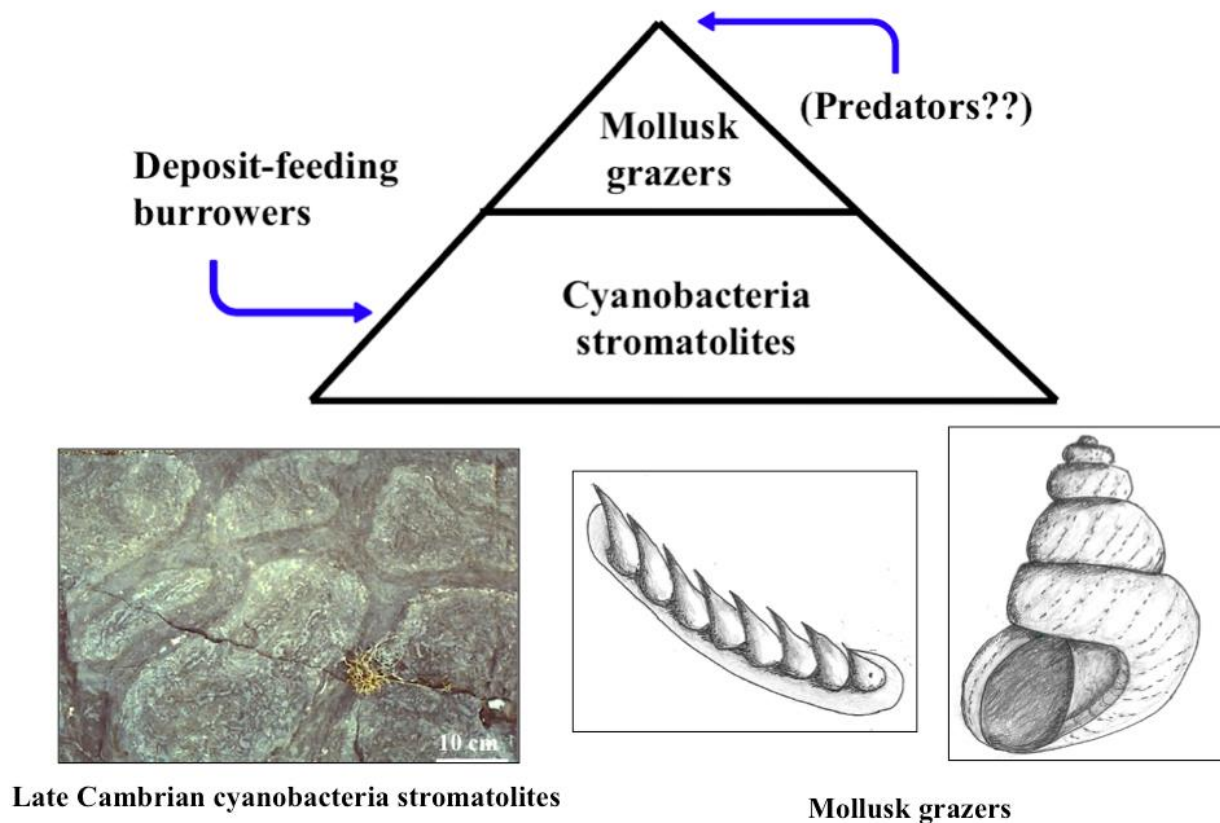 (Predators??)
Mollusk
grazers
Deposit-feeding
burrowers
Cyanobacteria
stromatolites
10 cm
Late Cambrian cyanobacteria stromatolites
Mollusk grazers